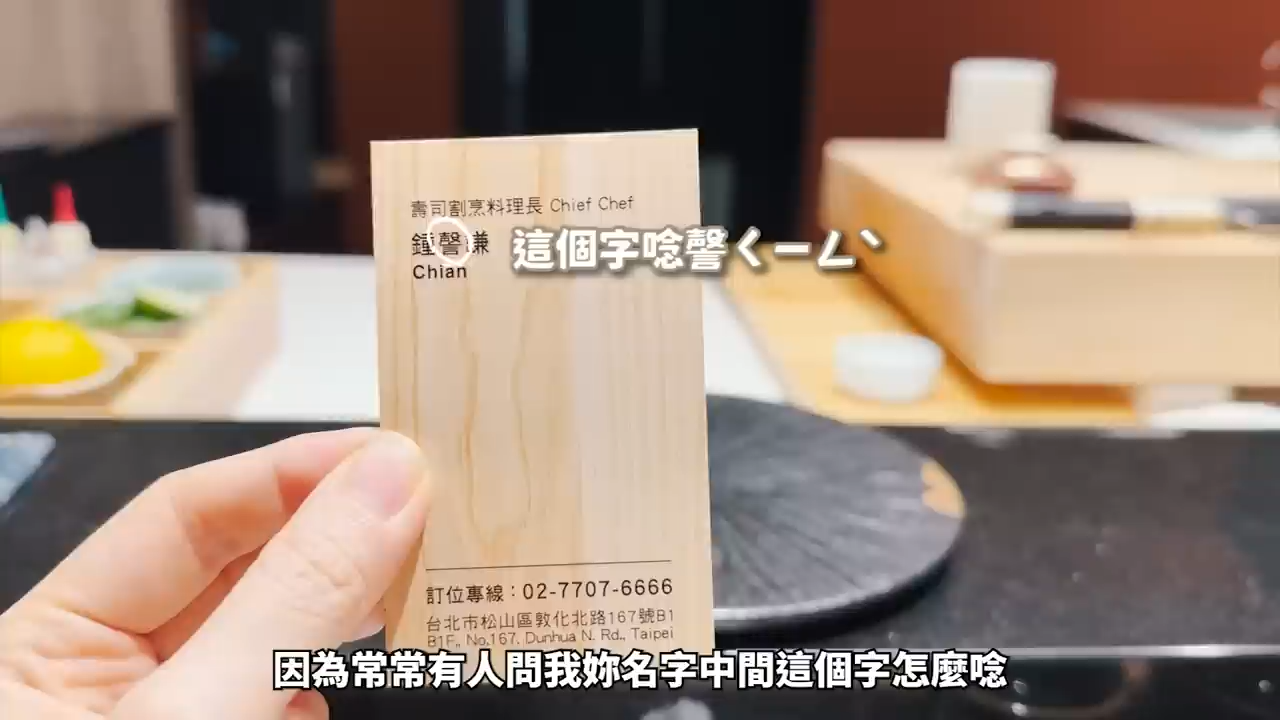 壽司割烹料理長 Chief Chef
鍾謦謙
Chian
這個字唸謦ㄑㄧㄥˋ
訂位專線：02-7707-6666
台北市松山區敦化北路167號B1
B1F., No.167, Dunhua N. Rd., Taipei
因為常常有人問我妳名字中間這個字怎麼唸